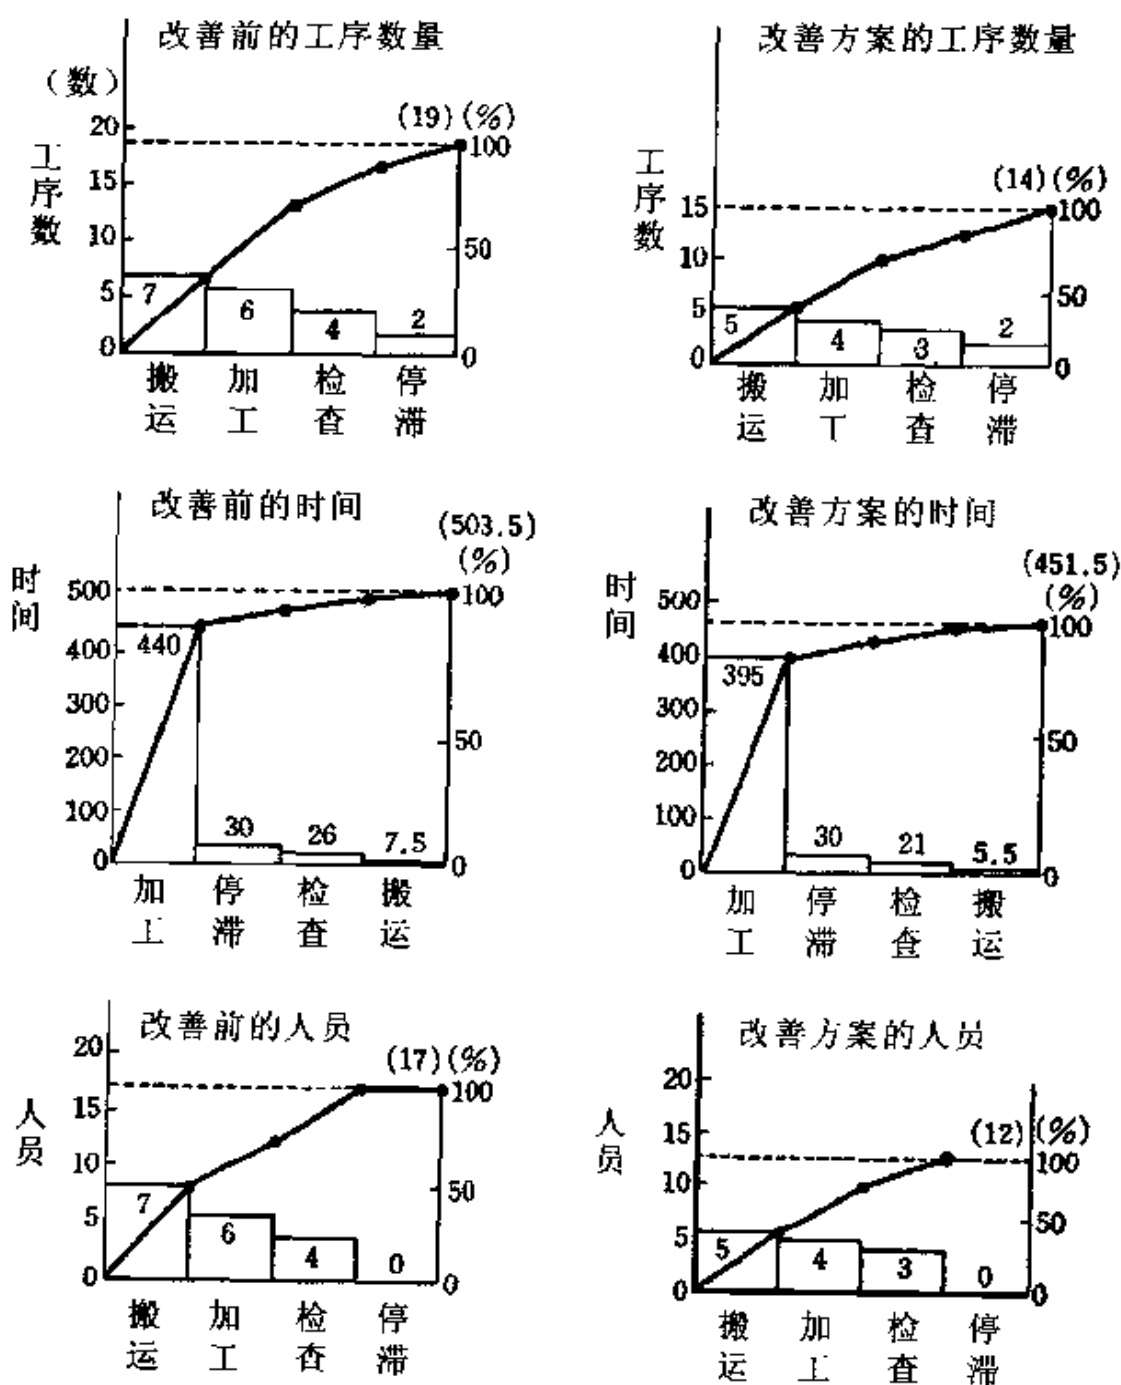 改善前的工序数量
(数)
工序数
20
15
10
5
0
(19)(%)
100
50
0
7
6
4
2
搬运
加工
检查
停滞
改善方案的工序数量
工序数
15
10
5
0
(14)(%)
100
50
0
5
4
3
2
搬运
加工
检查
停滞
改善前的时间
时间
500
400
300
200
100
0
(503.5)
(%)
100
50
0
440
30
26
7.5
加工
停滞
检查
搬运
改善方案的时间
时间
500
400
300
200
100
0
(451.5)
(%)
100
50
0
395
30
21
5.5
加工
停滞
检查
搬运
改善前的人员
人员
20
15
10
5
0
(17)(%)
100
50
0
7
6
4
0
搬运
加工
检查
停滞
改善方案的人员
人员
20
15
10
5
0
(12)(%)
100
50
0
5
4
3
0
搬运
加工
检查
停滞